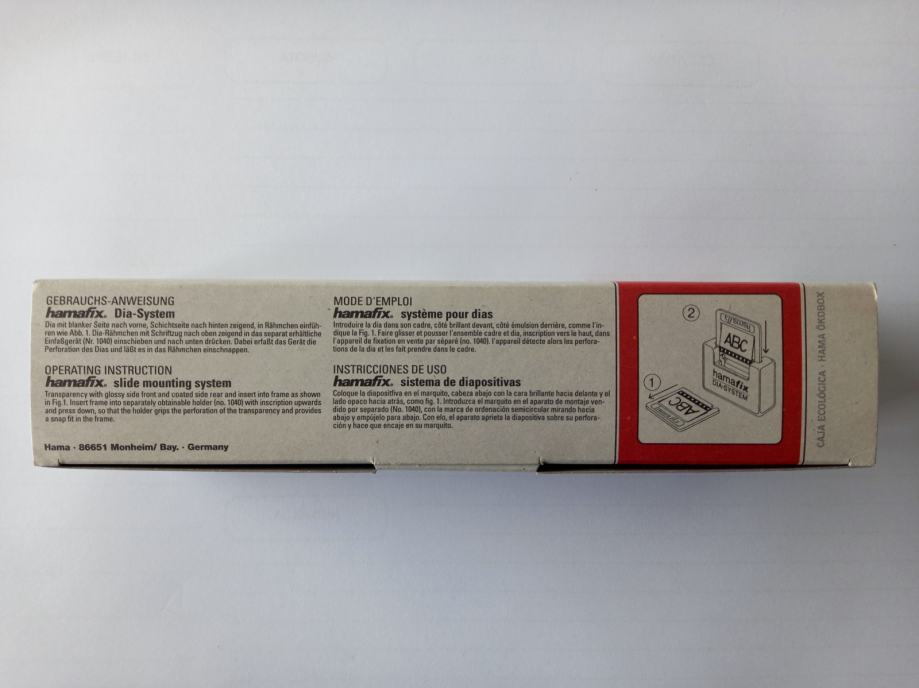 GEBRAUCHS-ANWEISUNG
hamafix. Dia-System
Dia mit blanker Seite nach vorne, Schichtseite nach hinten zeigend, in Rähmchen einfüh-
ren wie Abb. 1. Dia-Rähmchen mit Schriftzug nach oben zeigend in das separat erhältliche
Einfaßgerät (Nr. 1040) einschieben und nach unten drücken. Dabei erfaßt das Gerät die
Perforation des Dias und läßt es in das Rähmchen einschnappen.
OPERATING INSTRUCTION
hamafix. slide mounting system
Transparency with glossy side front and coated side rear and insert into frame as shown
in Fig.1. Insert frame into separately obtainable holder (no. 1040) with inscription upwards
and press down, so that the holder grips the perforation of the transparency and provides
a snap fit in the frame.
Hama · 86651 Monheim/ Bay. · Germany
MODE D'EMPLOI
hamafix. système pour dias
Introduire la dia dans son cadre, côté brillant devant, côté émulsion derrière, comme l'in-
dique la Fig. 1. Faire glisser et pousser l'ensemble cadre et dia, inscription vers le haut, dans
l'appareil de fixation en vente par séparé (no. 1040). l'appareil détecte alors les perfora-
tions de la dia et les fait prendre dans le cadre.
INSTRICCIONES DE USO
hamafix. sistema de diapositivas
Coloque la diapositiva en el marquito, cabeza abajo con la cara brillante hacia delante y el
lado opaco hacia atrás, como fig. 1. Introduzca el marquito en el aparato de montaje ven-
dido por separado (No. 1040), con la marca de ordenación semicircular mirando hacia
abajo y empújelo para abajo. Con elo, el aparato aprieta la diapositiva sobre su perfora-
ción y hace que encaje en su marquito.
2
ABC
hamafix
DIA-SYSTEM
1
ABC
CAJA ECOLÓGICA · HAMA ÖKOBOX